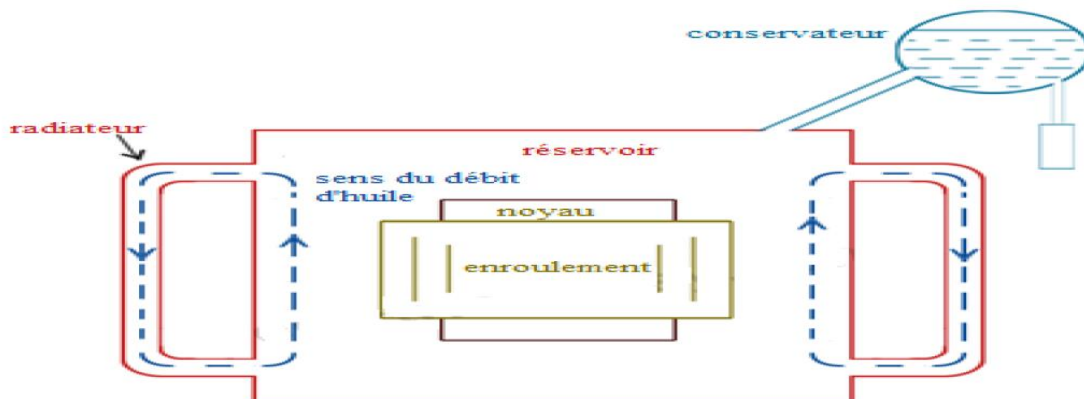 conservateur
radiateur
réservoir
sens du débit
d'huile
noyau
enroulement